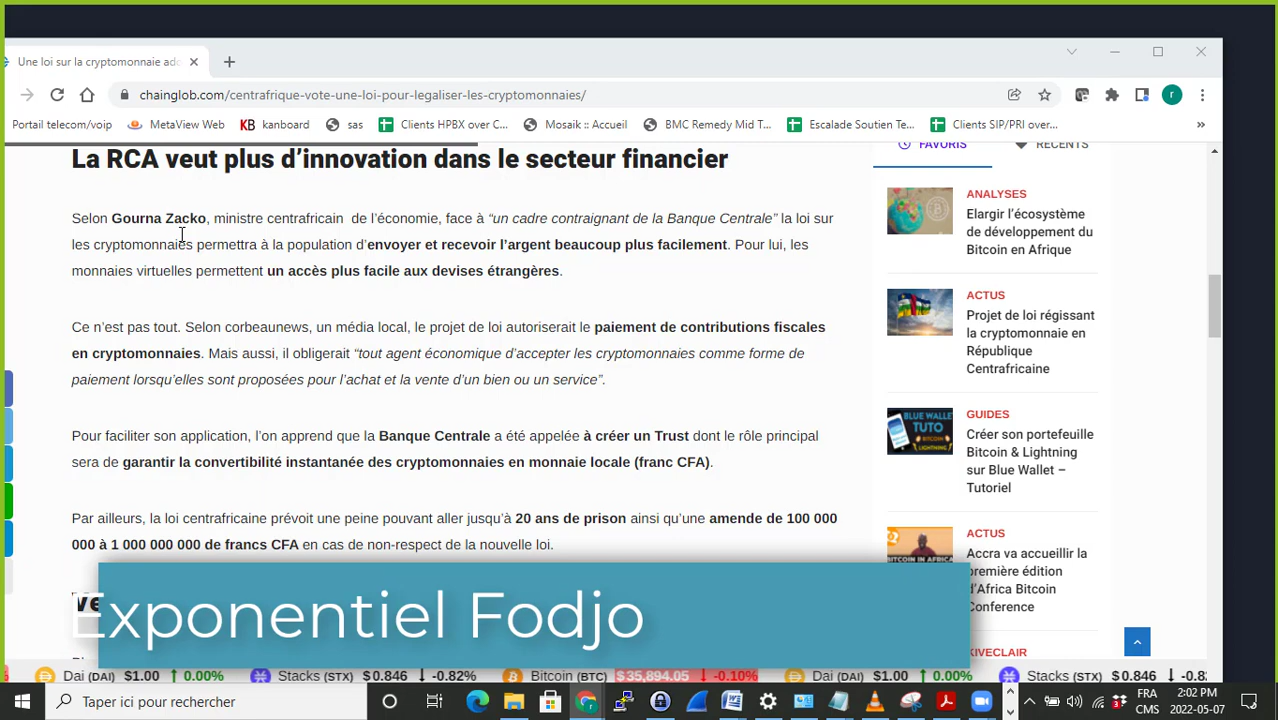 Une loi sur la cryptomonnaie ado
chainglob.com/centrafrique-vote-une-loi-pour-legaliser-les-cryptomonnaies/
Portail telecom/voip MetaView Web KB kanboard sas Clients HPBX over C... Mosaik :: Accueil BMC Remedy Mid T... Escalade Soutien Te... Clients SIP/PRI over... »
La RCA veut plus d’innovation dans le secteur financier
Selon Gourna Zacko, ministre centrafricain de l’économie, face à “un cadre contraignant de la Banque Centrale” la loi sur
les cryptomonnaies permettra à la population d’envoyer et recevoir l’argent beaucoup plus facilement. Pour lui, les
monnaies virtuelles permettent un accès plus facile aux devises étrangères.
Ce n’est pas tout. Selon corbeaunews, un média local, le projet de loi autoriserait le paiement de contributions fiscales
en cryptomonnaies. Mais aussi, il obligerait “tout agent économique d’accepter les cryptomonnaies comme forme de
paiement lorsqu’elles sont proposées pour l’achat et la vente d’un bien ou un service”.
Pour faciliter son application, l’on apprend que la Banque Centrale a été appelée à créer un Trust dont le rôle principal
sera de garantir la convertibilité instantanée des cryptomonnaies en monnaie locale (franc CFA).
Par ailleurs, la loi centrafricaine prévoit une peine pouvant aller jusqu’à 20 ans de prison ainsi qu’une amende de 100 000
000 à 1 000 000 000 de francs CFA en cas de non-respect de la nouvelle loi.
FAVORIS RECENTS
ANALYSES
Elargir l’écosystème
de développement du
Bitcoin en Afrique
ACTUS
Projet de loi régissant
la cryptomonnaie en
République
Centrafricaine
BLUE WALLET
TUTO
BITCOIN
LIGHTNING
GUIDES
Créer son portefeuille
Bitcoin & Lightning
sur Blue Wallet –
Tutoriel
BITCOIN IN AFRICA
ACTUS
Accra va accueillir la
première édition
d’Africa Bitcoin
Conference
KIVECLAIR
Exponentiel Fodjo
Dai (DAI) $1.00 0.00% Stacks (STX) $0.846 -0.82% Bitcoin (BTC) $35,894.05 -0.10% Dai (DAI) $1.00 0.00% Stacks (STX) $0.846 -0.82
Taper ici pour rechercher
FRA 2:02 PM
CMS 2022-05-07